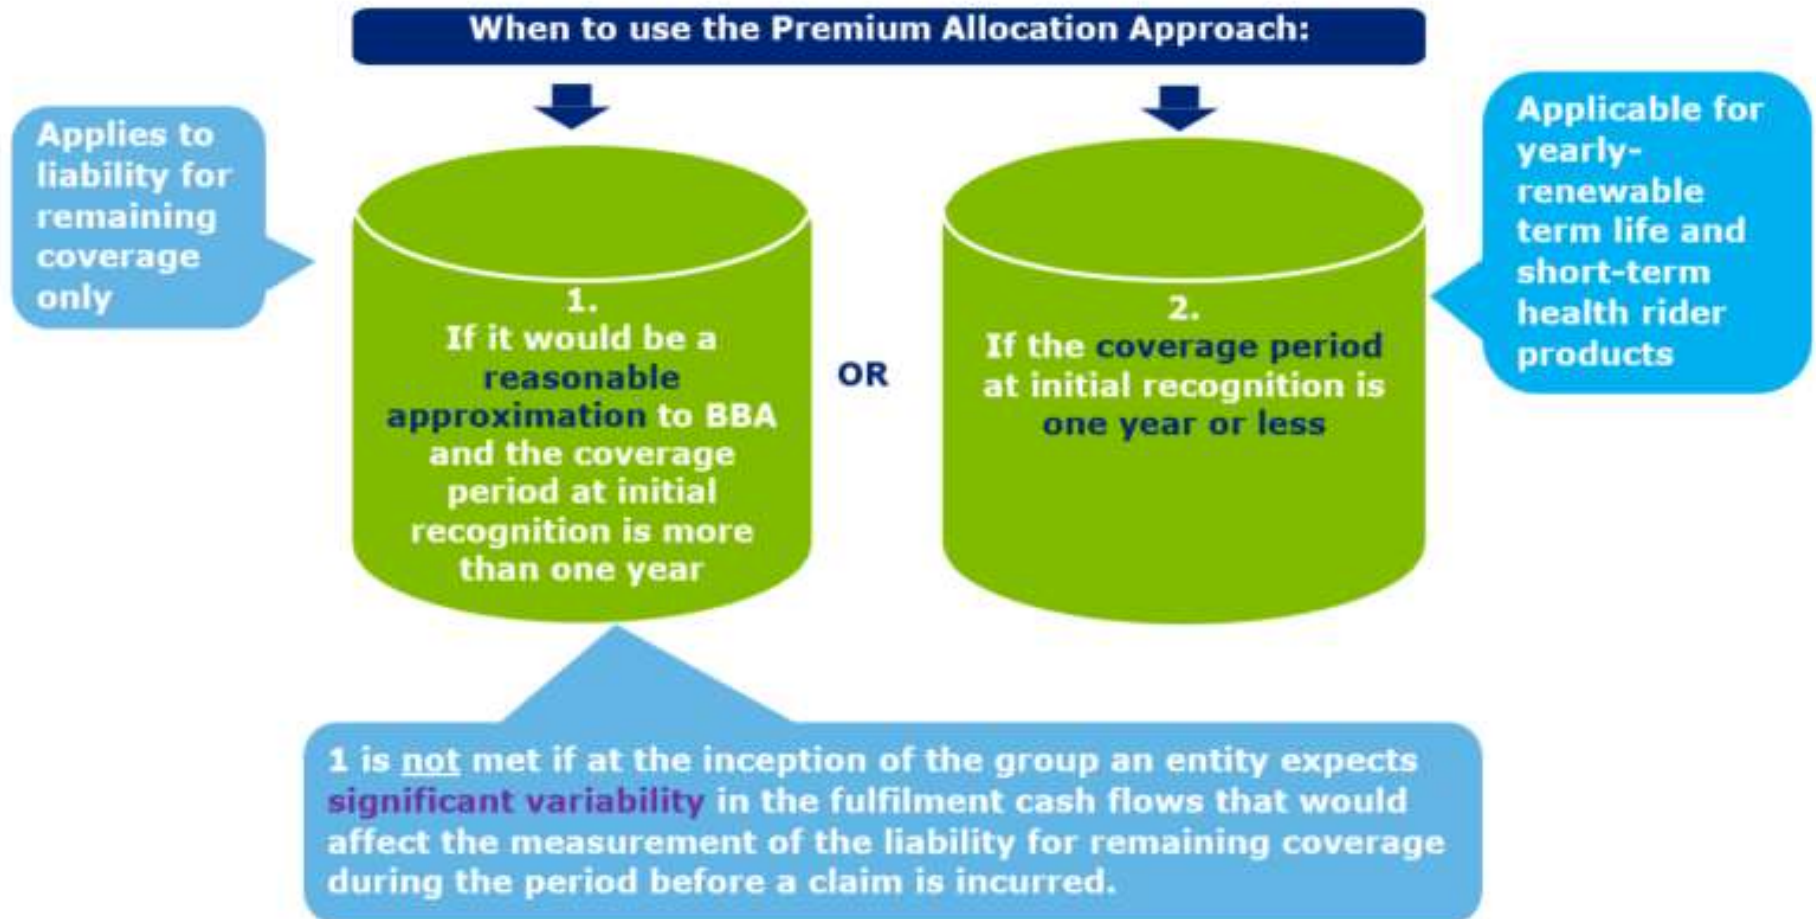 When to use the Premium Allocation Approach:
Applies to
liability for
remaining
coverage
only
1.
If it would be a
reasonable
approximation to BBA
and the coverage
period at initial
recognition is more
than one year
OR
2.
If the coverage period
at initial recognition is
one year or less
Applicable for
yearly-
renewable
term life and
short-term
health rider
products
1 is not met if at the inception of the group an entity expects
significant variability in the fulfilment cash flows that would
affect the measurement of the liability for remaining coverage
during the period before a claim is incurred.